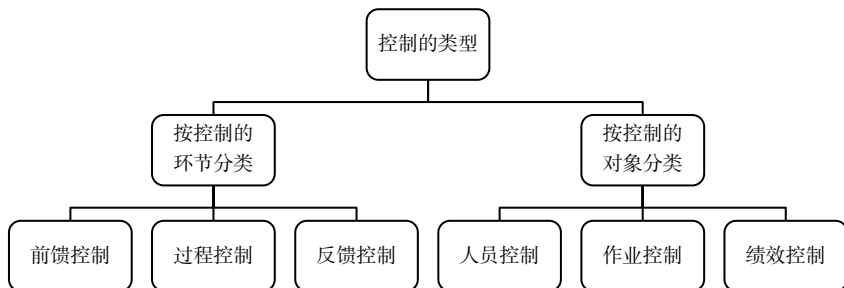 控制的类型
按控制的
环节分类
按控制的
对象分类
前馈控制
过程控制
反馈控制
人员控制
作业控制
绩效控制